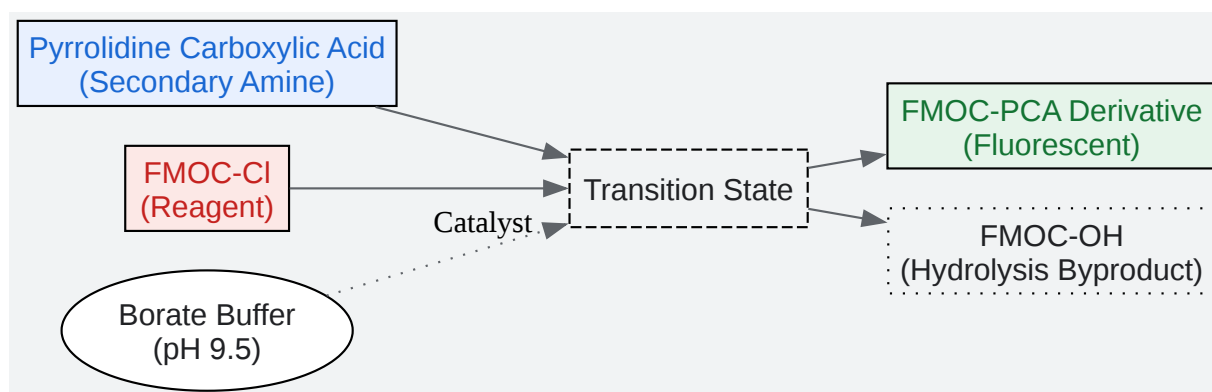 Pyrrolidine Carboxylic Acid
(Secondary Amine)
FMOC-Cl
(Reagent)
Borate Buffer
(pH 9.5)
Catalyst
Transition State
FMOC-PCA Derivative
(Fluorescent)
FMOC-OH
(Hydrolysis Byproduct)